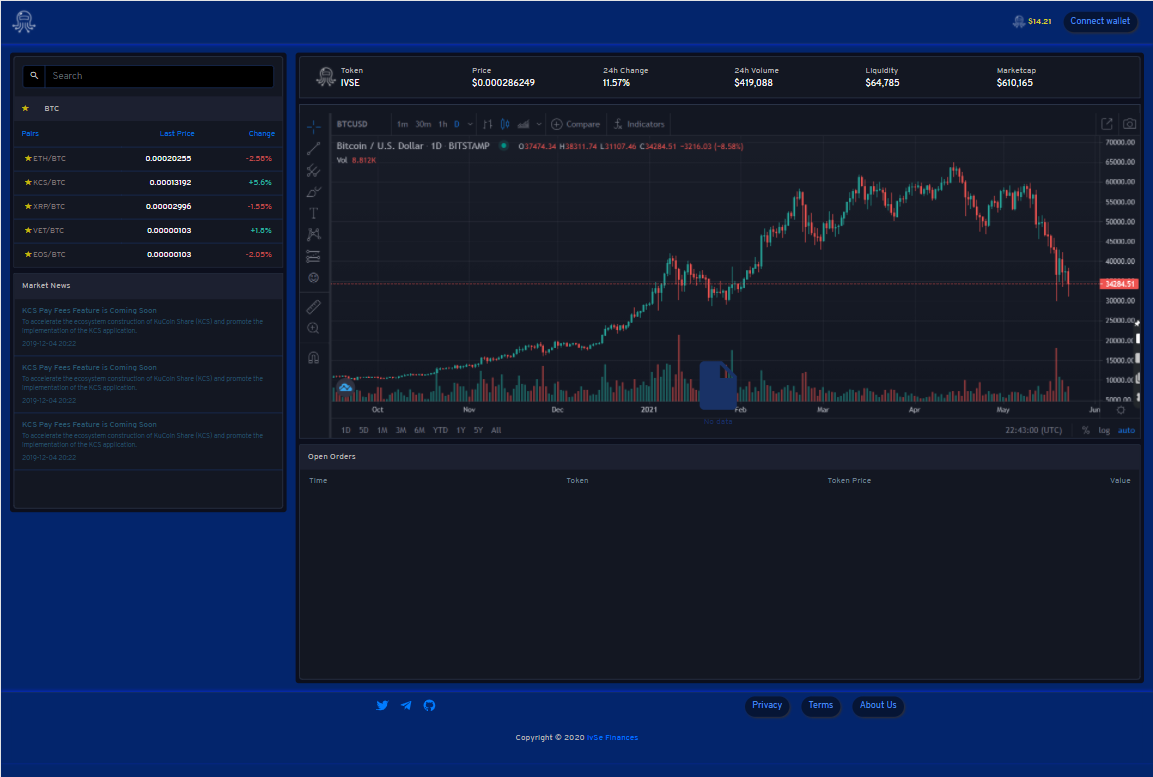 $14.21 Connect wallet
Search
BTC
Pairs Last Price Change
ETH/BTC 0.00020255 -2.58%
KCS/BTC 0.00013192 +5.6%
XRP/BTC 0.00002996 -1.55%
VET/BTC 0.00000103 +1.8%
EOS/BTC 0.00000103 -2.05%
Market News
KCS Pay Fees Feature is Coming Soon
To accelerate the ecosystem construction of KuCoin Share (KCS) and promote the
implementation of the KCS application.
2019-12-04 20:22
KCS Pay Fees Feature is Coming Soon
To accelerate the ecosystem construction of KuCoin Share (KCS) and promote the
implementation of the KCS application.
2019-12-04 20:22
KCS Pay Fees Feature is Coming Soon
To accelerate the ecosystem construction of KuCoin Share (KCS) and promote the
implementation of the KCS application.
2019-12-04 20:22
Token Price 24h Change 24h Volume Liquidity Marketcap
IVSE $0.000286249 11.57% $419,088 $64,785 $610,165
BTCUSD 1m 30m 1h D Compare Indicators
Bitcoin / U.S. Dollar · 1D · BITSTAMP O37474.34 H38311.74 L31107.46 C34284.51 -3216.03 (-8.58%)
Vol 8.812K
70000.00
65000.00
60000.00
55000.00
50000.00
45000.00
40000.00
34284.51
30000.00
25000.00
20000.00
15000.00
10000.00
5000.00
Oct Nov Dec 2021 Feb Mar Apr May Jun
No data
1D 5D 1M 3M 6M YTD 1Y 5Y All 22:43:00 (UTC) % log auto
Open Orders
Time Token Token Price Value
Privacy Terms About Us
Copyright © 2020 IvSe Finances